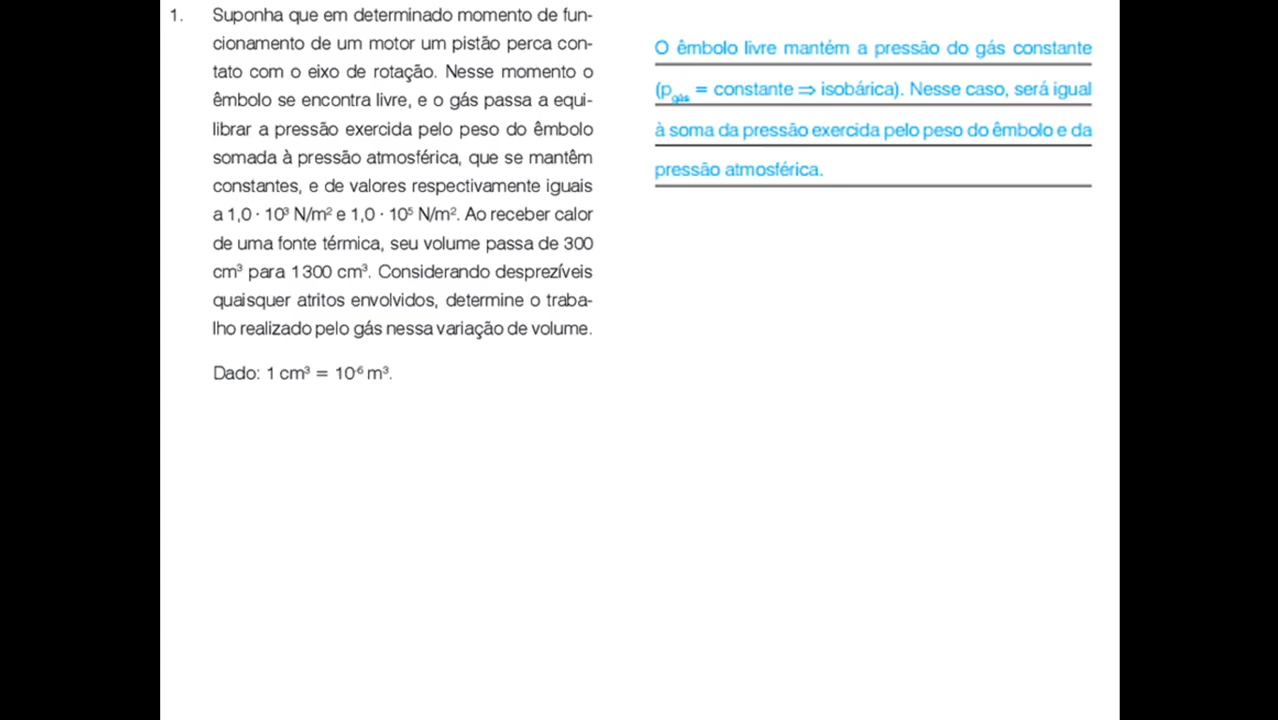 1. Suponha que em determinado momento de fun-
cionamento de um motor um pistão perca con-
tato com o eixo de rotação. Nesse momento o
êmbolo se encontra livre, e o gás passa a equi-
librar a pressão exercida pelo peso do êmbolo
somada à pressão atmosférica, que se mantêm
constantes, e de valores respectivamente iguais
a 1,0 · 10³ N/m² e 1,0 · 10⁵ N/m². Ao receber calor
de uma fonte térmica, seu volume passa de 300
cm³ para 1 300 cm³. Considerando desprezíveis
quaisquer atritos envolvidos, determine o traba-
lho realizado pelo gás nessa variação de volume.
Dado: 1 cm³ = 10⁻⁶ m³.
O êmbolo livre mantém a pressão do gás constante
(p gás = constante ⇒ isobárica). Nesse caso, será igual
à soma da pressão exercida pelo peso do êmbolo e da
pressão atmosférica.